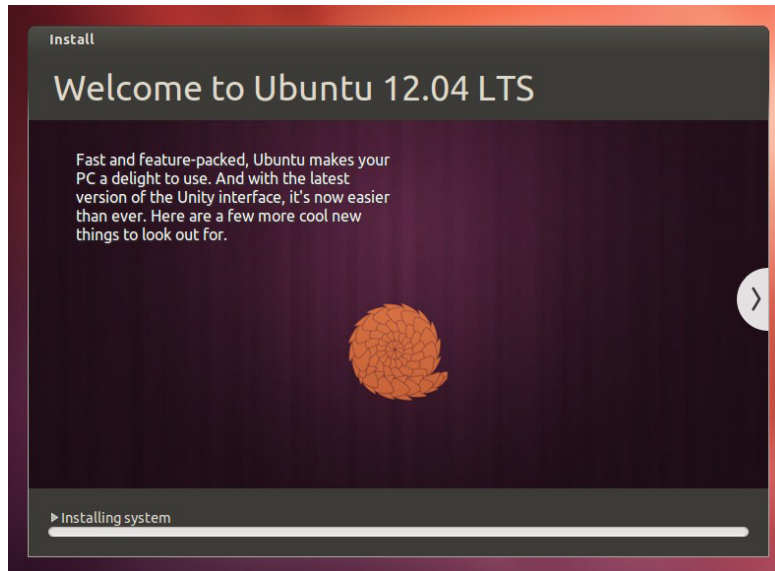 Install
Welcome to Ubuntu 12.04 LTS
Fast and feature-packed, Ubuntu makes your
PC a delight to use. And with the latest
version of the Unity interface, it's now easier
than ever. Here are a few more cool new
things to look out for.
Installing system